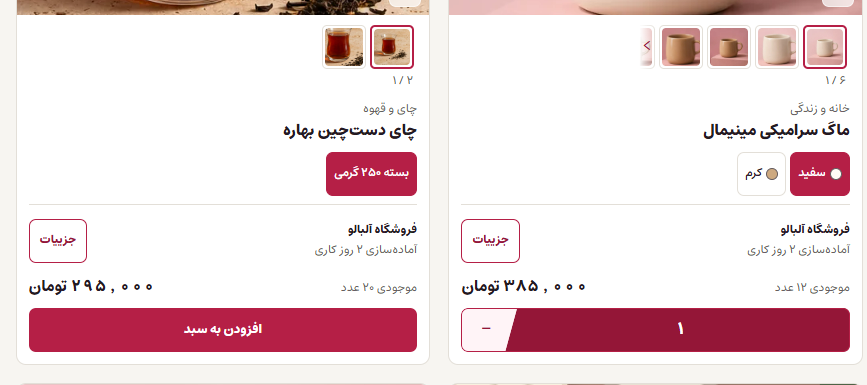 ۱/۶
خانه و زندگی
ماگ سرامیکی مینیمال
سفید
کرم
فروشگاه آلبالو
آماده‌سازی ۲ روز کاری
جزییات
موجودی ۱۲ عدد
۳۸۵,۰۰۰ تومان
۱
−
۱/۲
چای و قهوه
چای دست‌چین بهاره
بسته ۲۵۰ گرمی
فروشگاه آلبالو
آماده‌سازی ۲ روز کاری
جزییات
موجودی ۲۰ عدد
۲۹۵,۰۰۰ تومان
افزودن به سبد